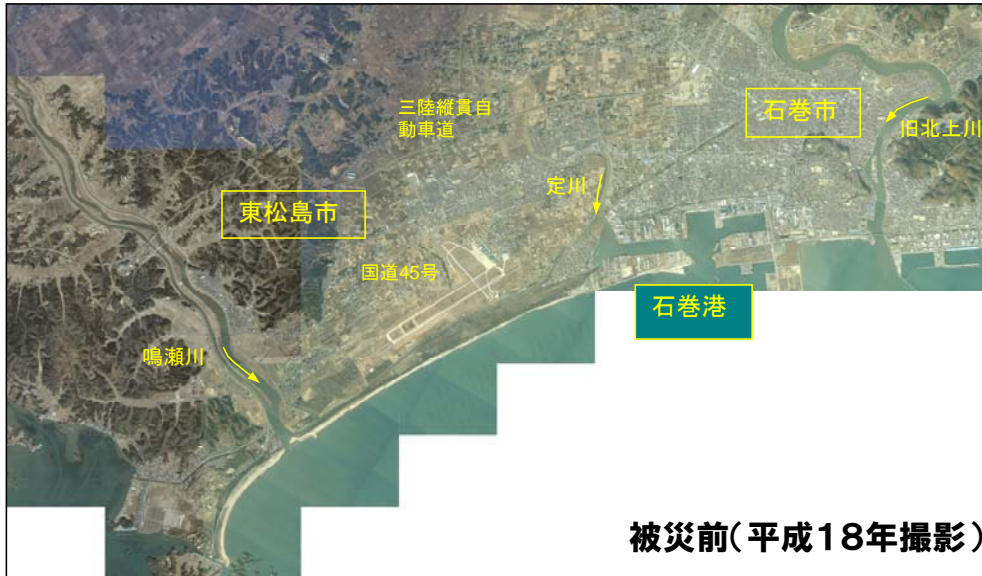 三陸縦貫自
動車道
石巻市
旧北上川
定川
東松島市
国道45号
石巻港
鳴瀬川
被災前(平成18年撮影)